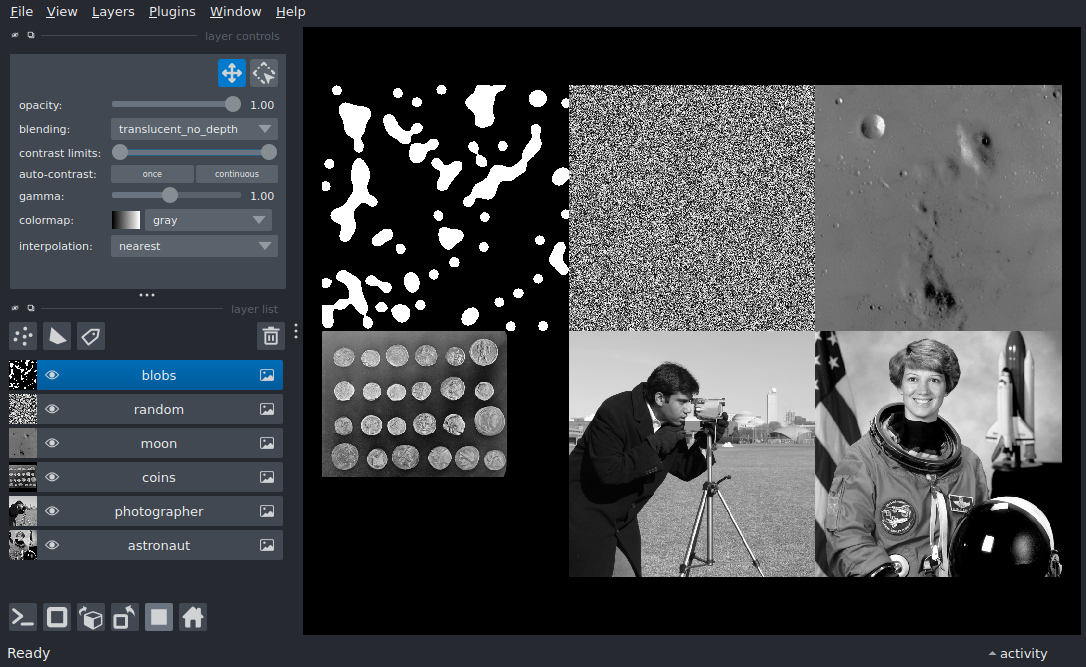 File View Layers Plugins Window Help
layer controls
opacity: 1.00
blending: translucent_no_depth
contrast limits:
auto-contrast: once continuous
gamma: 1.00
colormap: gray
interpolation: nearest
layer list
blobs
random
moon
coins
photographer
astronaut
Ready activity